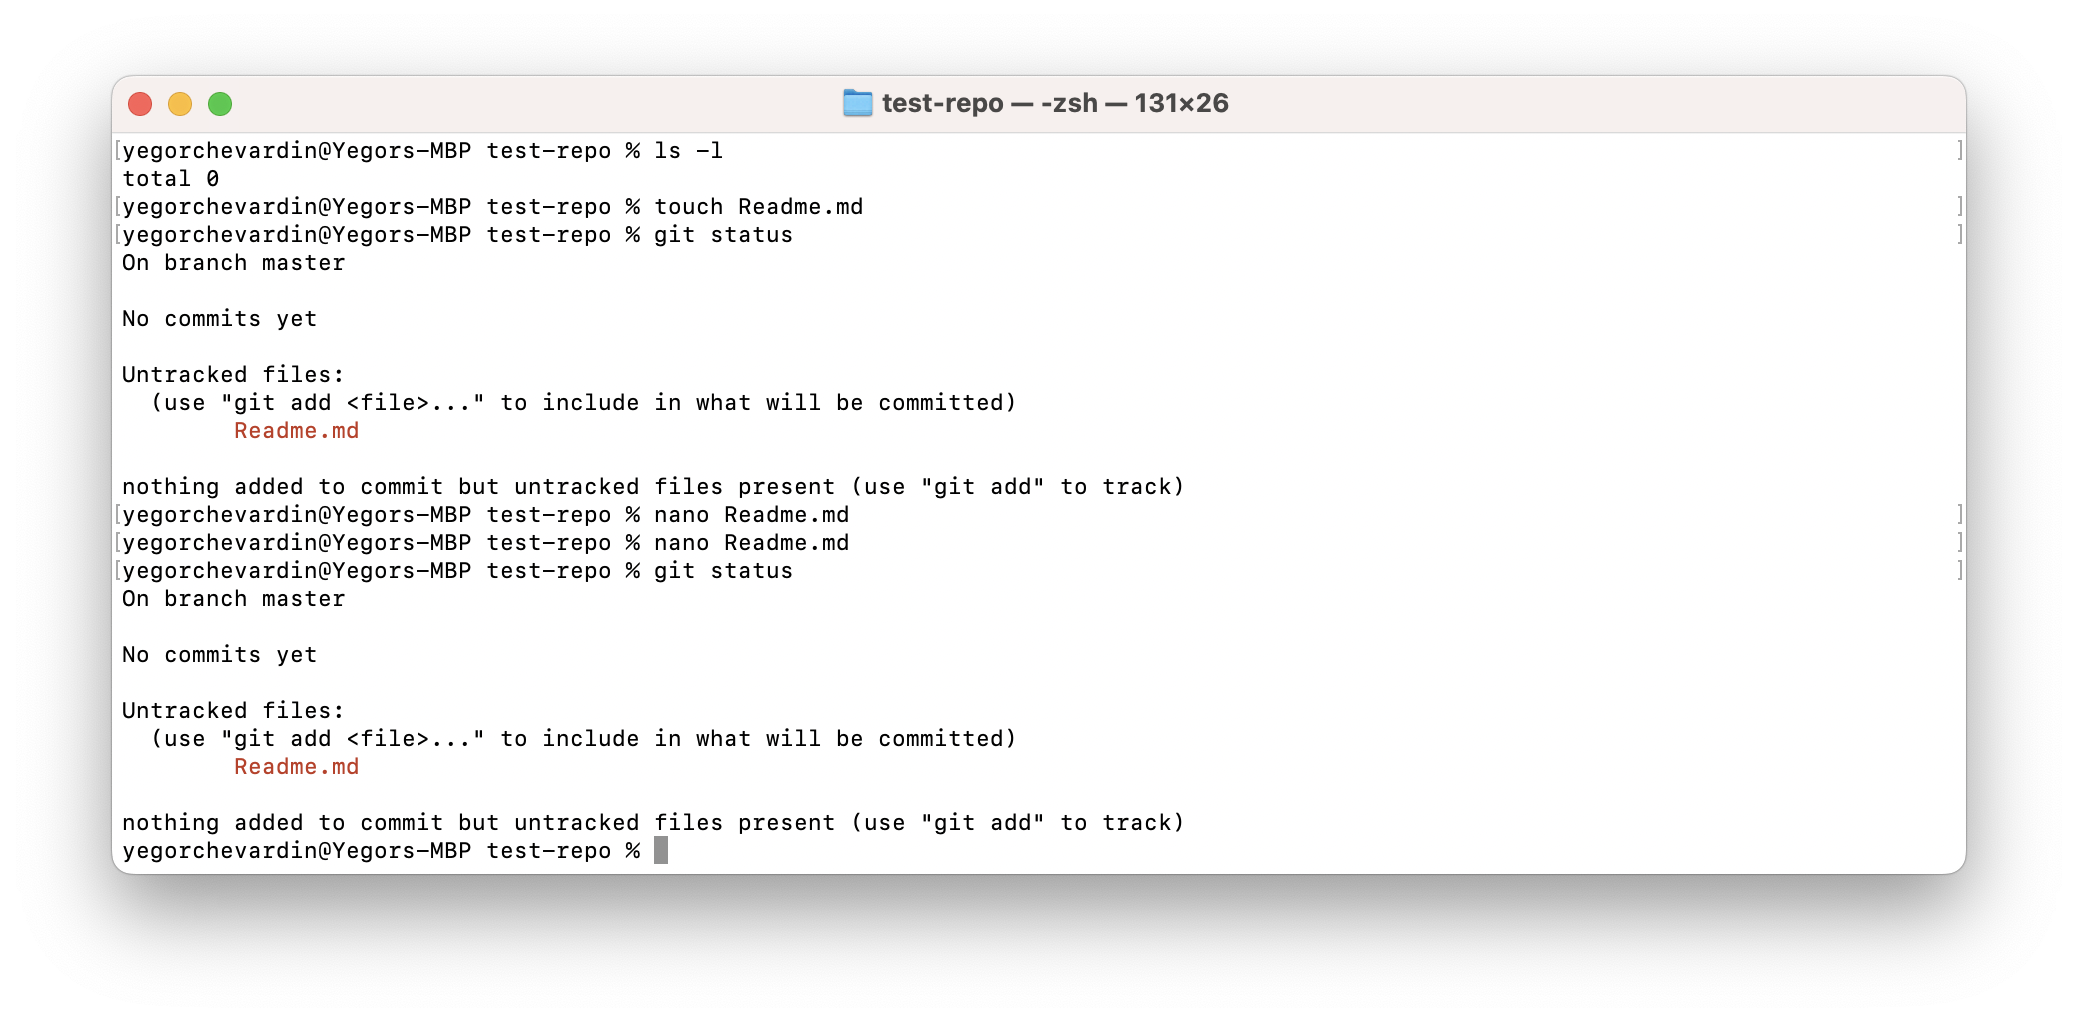 test-repo — -zsh — 131×26
yegorchevardin@Yegors-MBP test-repo % ls -l
total 0
yegorchevardin@Yegors-MBP test-repo % touch Readme.md
yegorchevardin@Yegors-MBP test-repo % git status
On branch master
No commits yet
Untracked files:
  (use "git add <file>..." to include in what will be committed)
        Readme.md
nothing added to commit but untracked files present (use "git add" to track)
yegorchevardin@Yegors-MBP test-repo % nano Readme.md
yegorchevardin@Yegors-MBP test-repo % nano Readme.md
yegorchevardin@Yegors-MBP test-repo % git status
On branch master
No commits yet
Untracked files:
  (use "git add <file>..." to include in what will be committed)
        Readme.md
nothing added to commit but untracked files present (use "git add" to track)
yegorchevardin@Yegors-MBP test-repo %